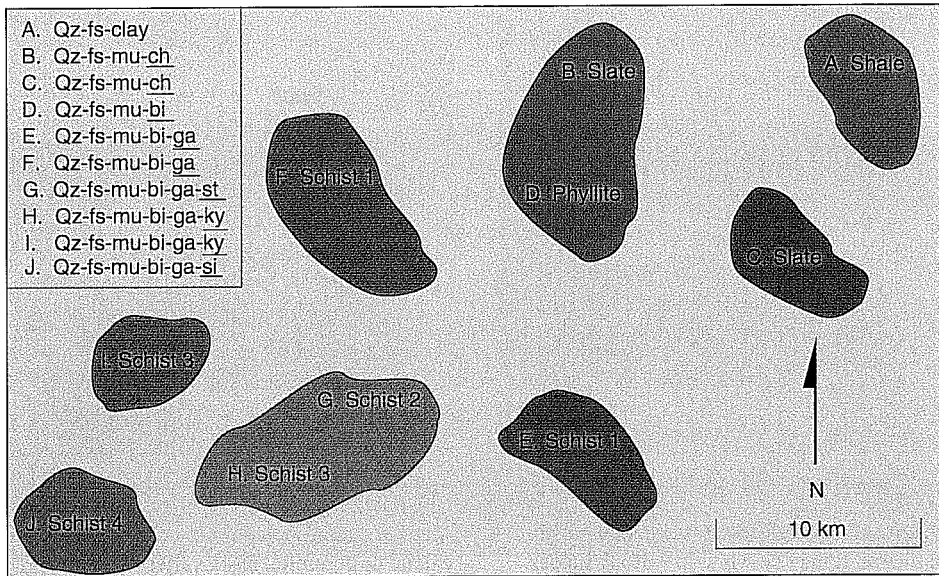 A. Qz-fs-clay
B. Qz-fs-mu-ch
C. Qz-fs-mu-ch
D. Qz-fs-mu-bi
E. Qz-fs-mu-bi-ga
F. Qz-fs-mu-bi-ga
G. Qz-fs-mu-bi-ga-st
H. Qz-fs-mu-bi-ga-ky
I. Qz-fs-mu-bi-ga-ky
J. Qz-fs-mu-bi-ga-si
B. Slate
A. Shale
F. Schist 1
D. Phyllite
C. Slate
I. Schist 3
G. Schist 2
E. Schist 1
H. Schist 3
J. Schist 4
N
10 km